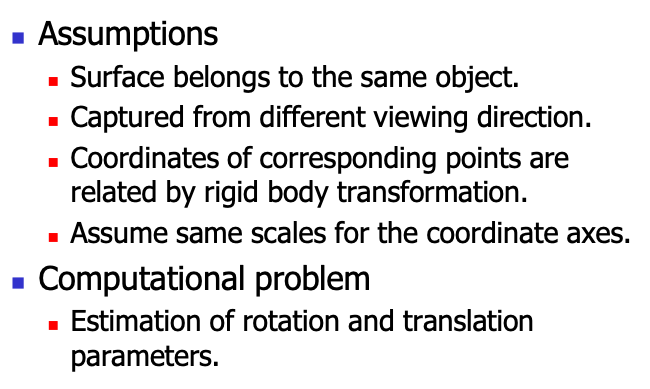 Assumptions
Surface belongs to the same object.
Captured from different viewing direction.
Coordinates of corresponding points are
related by rigid body transformation.
Assume same scales for the coordinate axes.
Computational problem
Estimation of rotation and translation
parameters.